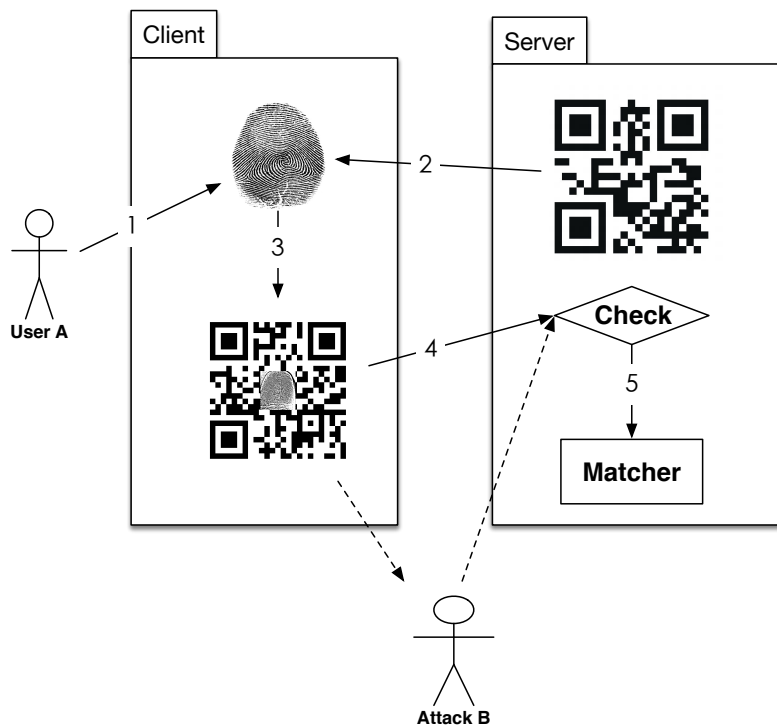 Client
Server
1
2
3
User A
4
Check
5
Matcher
Attack B